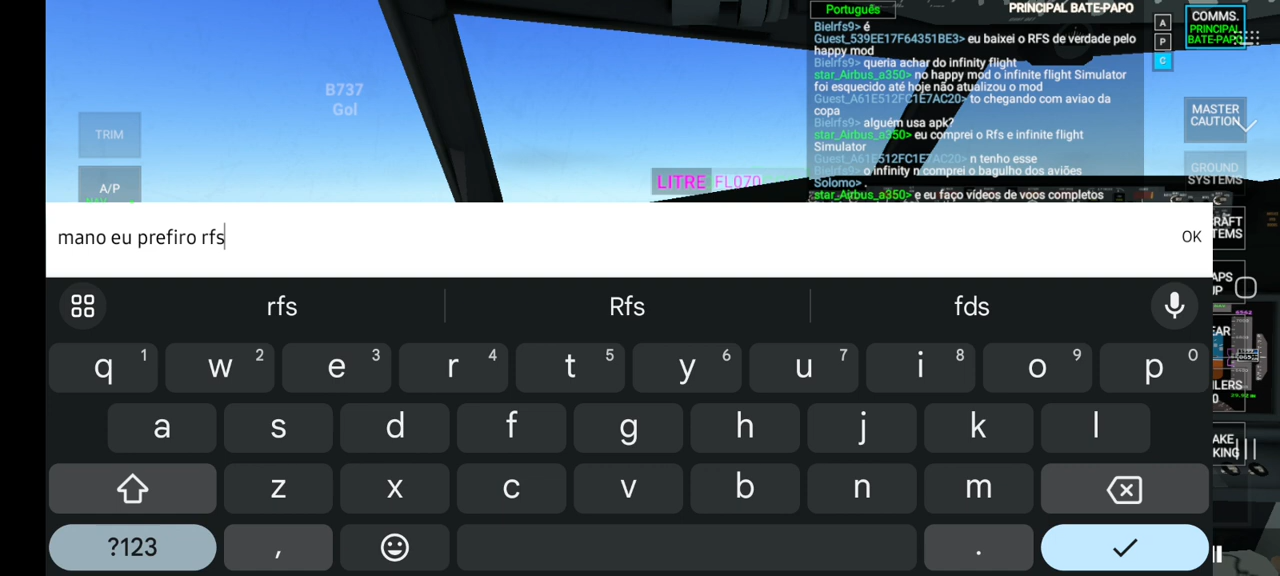 Português
PRINCIPAL BATE-PAPO
Bielrfs9> é
Guest_539EE17F64351BE3> eu baixei o RFS de verdade pelo
happy mod
Bielrfs9> queria achar do infinity flight
star_Airbus_a350> no happy mod o infinite flight Simulator
foi esquecido até hoje não atualizou o mod
Guest_A61E512FC1E7AC20> to chegando com aviao da
copa
Bielrfs9> alguém usa apk?
star_Airbus_a350> eu comprei o Rfs e infinite flight
Simulator
Guest_A61E512FC1E7AC20> n tenho esse
Bielrfs9> o infinity n comprei o bagulho dos aviões
Solomo> .
star_Airbus_a350> e eu faço vídeos de voos completos
A
P
C
COMMS.
PRINCIPAL
BATE-PAPO
B737
Gol
TRIM
A/P
LITRE FL070
MASTER
CAUTION
GROUND
SYSTEMS
mano eu prefiro rfs
OK
rfs
Rfs
fds
q 1 w 2 e 3 r 4 t 5 y 6 u 7 i 8 o 9 p 0
a s d f g h j k l
z x c v b n m
?123 , .